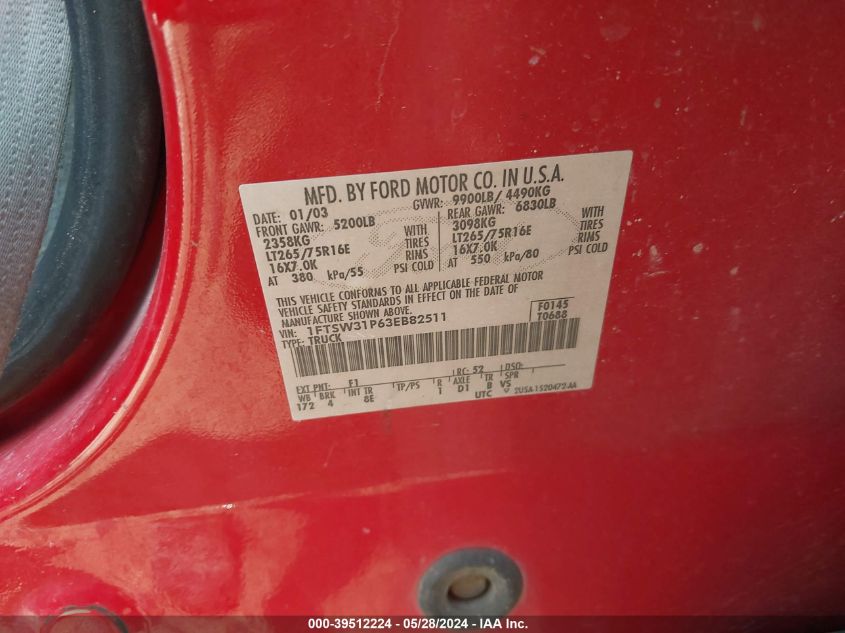 MFD. BY FORD MOTOR CO. IN U.S.A.
DATE: 01/03 GVWR: 9900LB/ 4490KG
FRONT GAWR: 5200LB REAR GAWR: 6830LB
2358KG WITH 3098KG WITH
LT265/75R16E TIRES LT265/75R16E TIRES
16X7.0K RIMS 16X7.0K RIMS
AT 380 kPa/55 PSI COLD AT 550 kPa/80 PSI COLD
THIS VEHICLE CONFORMS TO ALL APPLICABLE FEDERAL MOTOR
VEHICLE SAFETY STANDARDS IN EFFECT ON THE DATE OF
MANUFACTURE SHOWN ABOVE.
VIN: 1FTSW31P63EB82511 F0145
TYPE: TRUCK T0688
EXT PNT: F1 RC: 52 DSO:
WB BRK INT TR TP/PS R AXLE TR SPR
172 4 8E 1 D1 B VS
UTC 2USA-1520472-AA
000-39512224 - 05/28/2024 - IAA Inc.